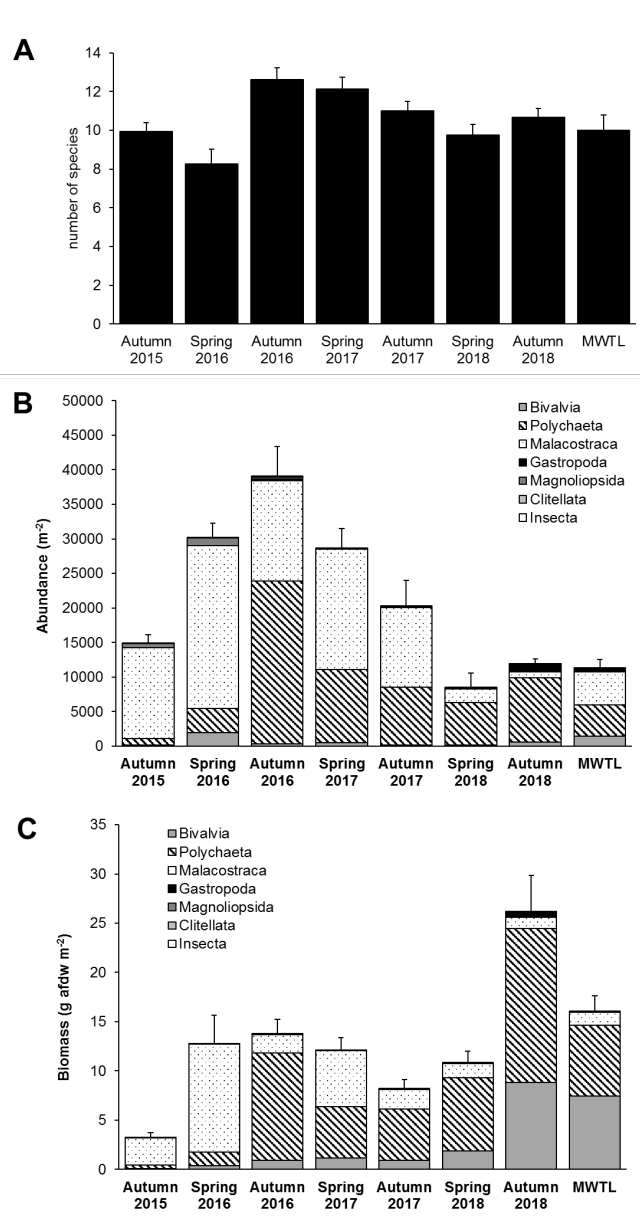 A
14
12
10
8
6
4
2
0
number of species
Autumn 2015
Spring 2016
Autumn 2016
Spring 2017
Autumn 2017
Spring 2018
Autumn 2018
MWTL
B
50000
45000
40000
35000
30000
25000
20000
15000
10000
5000
0
Abundance (m⁻²)
Bivalvia
Polychaeta
Malacostraca
Gastropoda
Magnoliopsida
Clitellata
Insecta
Autumn 2015
Spring 2016
Autumn 2016
Spring 2017
Autumn 2017
Spring 2018
Autumn 2018
MWTL
C
35
30
25
20
15
10
5
0
Biomass (g afdw m⁻²)
Bivalvia
Polychaeta
Malacostraca
Gastropoda
Magnoliopsida
Clitellata
Insecta
Autumn 2015
Spring 2016
Autumn 2016
Spring 2017
Autumn 2017
Spring 2018
Autumn 2018
MWTL